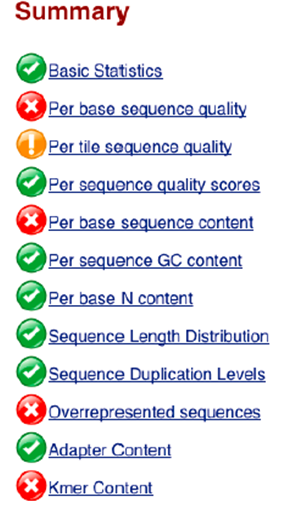 Summary
Basic Statistics
Per base sequence quality
Per tile sequence quality
Per sequence quality scores
Per base sequence content
Per sequence GC content
Per base N content
Sequence Length Distribution
Sequence Duplication Levels
Overrepresented sequences
Adapter Content
Kmer Content